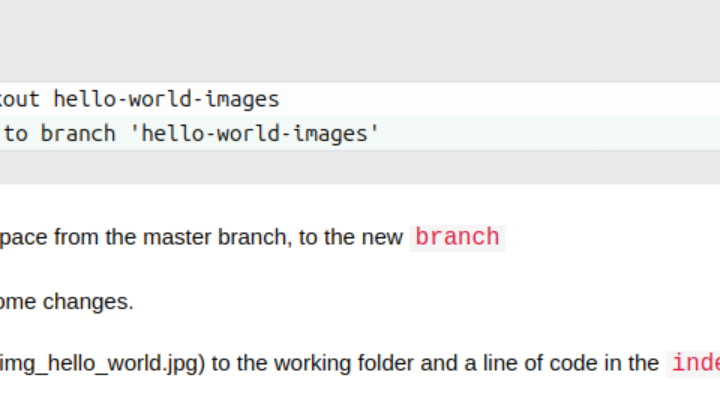 out hello-world-images
to branch 'hello-world-images'
pace from the master branch, to the new branch
ome changes.
img_hello_world.jpg) to the working folder and a line of code in the inde